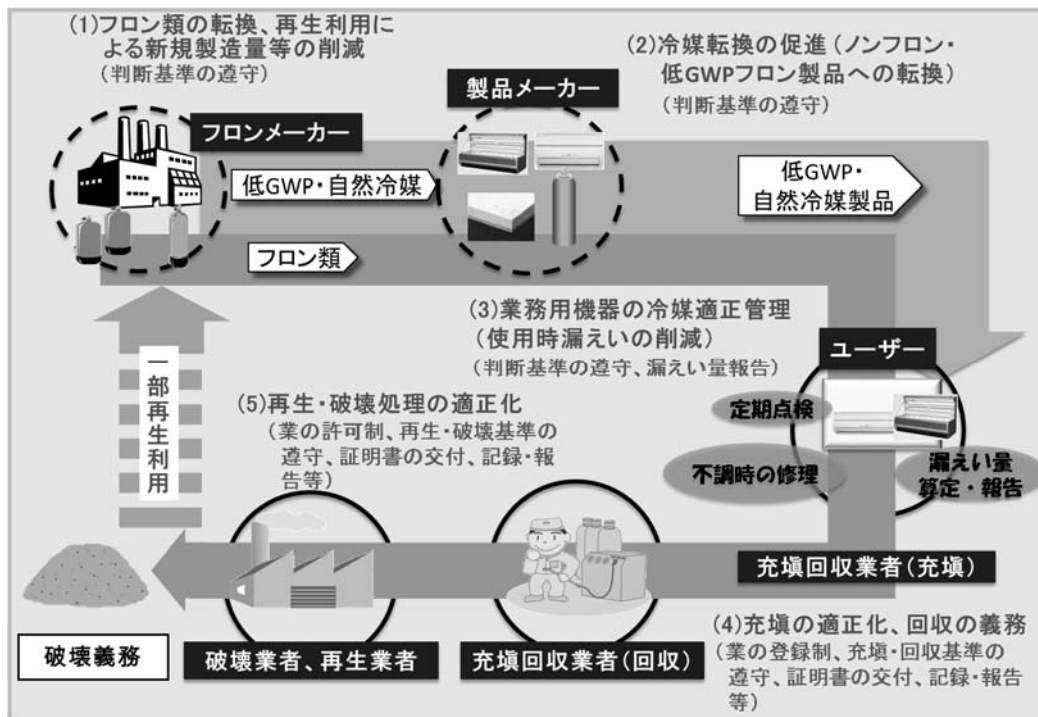 (1)フロン類の転換、再生利用に
よる新規製造量等の削減
(判断基準の遵守)
(2)冷媒転換の促進(ノンフロン・
低GWPフロン製品への転換)
(判断基準の遵守)
製品メーカー
フロンメーカー
低GWP・自然冷媒
低GWP・
自然冷媒製品
フロン類
(3)業務用機器の冷媒適正管理
(使用時漏えいの削減)
(判断基準の遵守、漏えい量報告)
ユーザー
定期点検
不調時の修理
漏えい量
算定・報告
一部再生利用
(5)再生・破壊処理の適正化
(業の許可制、再生・破壊基準の
遵守、証明書の交付、記録・報
告等)
充塡回収業者(充塡)
破壊義務
破壊業者、再生業者
充塡回収業者(回収)
(4)充塡の適正化、回収の義務
(業の登録制、充塡・回収基準の
遵守、証明書の交付、記録・報告
等)